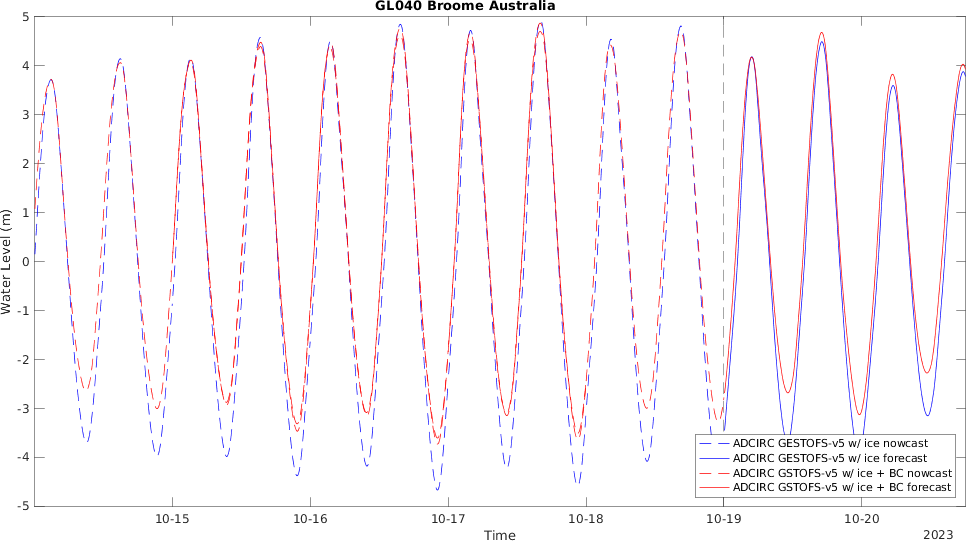 GL040 Broome Australia
Water Level (m)
5
4
3
2
1
0
-1
-2
-3
-4
-5
ADCIRC GESTOFS-v5 w/ ice nowcast
ADCIRC GESTOFS-v5 w/ ice forecast
ADCIRC GSTOFS-v5 w/ ice + BC nowcast
ADCIRC GSTOFS-v5 w/ ice + BC forecast
10-15 10-16 10-17 10-18 10-19 10-20
Time
2023